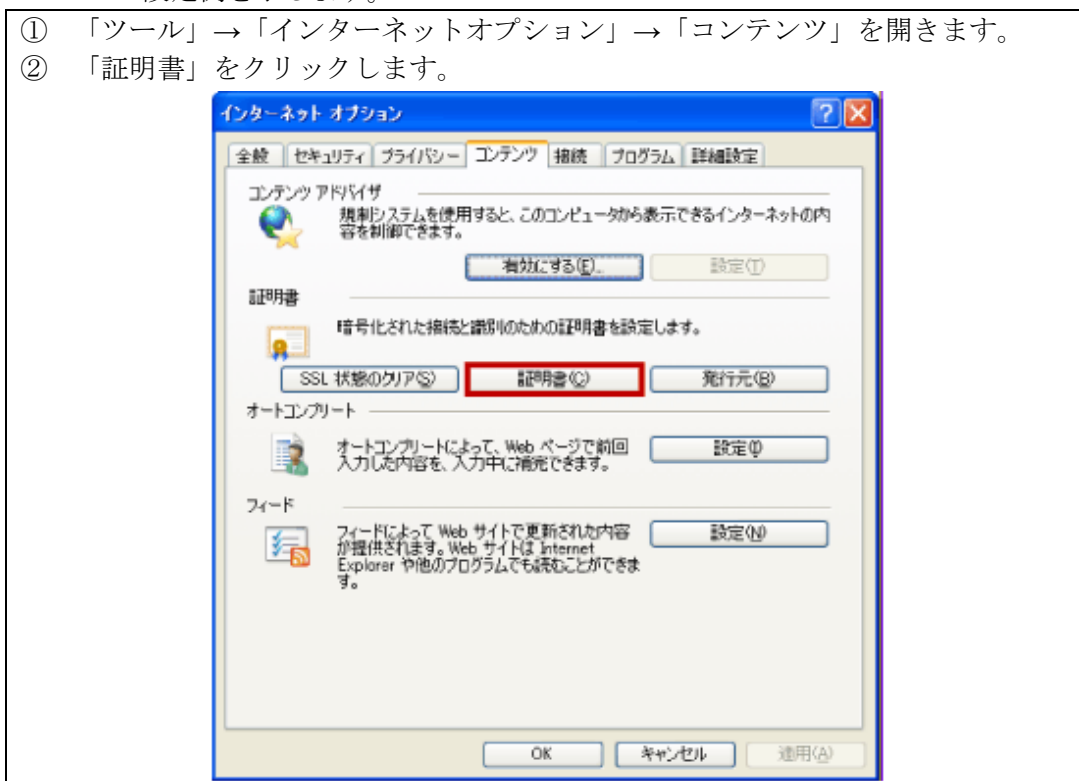 ① 「ツール」→「インターネットオプション」→「コンテンツ」を開きます。
② 「証明書」をクリックします。
インターネット オプション
全般 セキュリティ プライバシー コンテンツ 接続 プログラム 詳細設定
コンテンツ アドバイザ
規制システムを使用すると、このコンピュータから表示できるインターネットの内
容を制御できます。
有効にする(E)... 設定(T)
証明書
暗号化された接続と識別のための証明書を設定します。
SSL 状態のクリア(S) 証明書(C) 発行元(B)
オートコンプリート
オートコンプリートによって、Web ページで前回
入力した内容を、入力中に補完できます。
設定(I)
フィード
フィードによって Web サイトで更新された内容
が提供されます。Web サイトは Internet
Explorer や他のプログラムでも読むことができま
す。
設定(N)
OK キャンセル 適用(A)